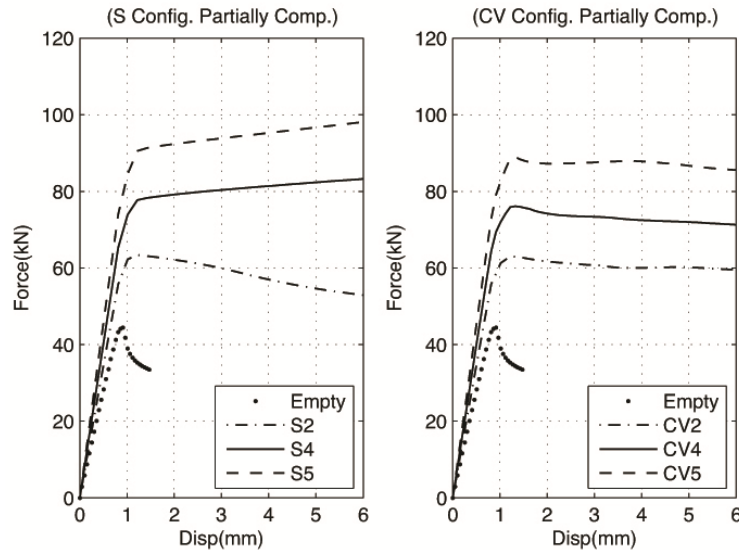 (S Config. Partially Comp.)
120
100
80
60
40
20
0
Force(kN)
0 1 2 3 4 5 6
Disp(mm)
Empty
S2
S4
S5
(CV Config. Partially Comp.)
120
100
80
60
40
20
0
Force(kN)
0 1 2 3 4 5 6
Disp(mm)
Empty
CV2
CV4
CV5